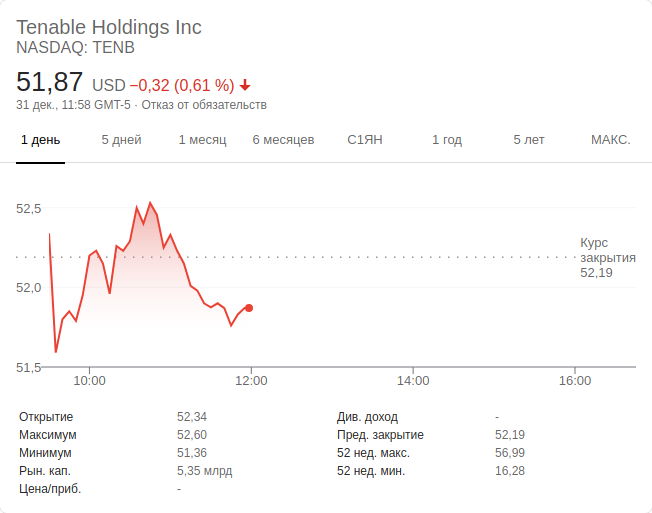 Tenable Holdings Inc
NASDAQ: TENB
51,87 USD −0,32 (0,61 %)
31 дек., 11:58 GMT-5 · Отказ от обязательств
1 день 5 дней 1 месяц 6 месяцев С1ЯН 1 год 5 лет МАКС.
52,5
Курс
закрытия
52,19
52,0
51,5
10:00 12:00 14:00 16:00
Открытие 52,34 Див. доход -
Максимум 52,60 Пред. закрытие 52,19
Минимум 51,36 52 нед. макс. 56,99
Рын. кап. 5,35 млрд 52 нед. мин. 16,28
Цена/приб. -